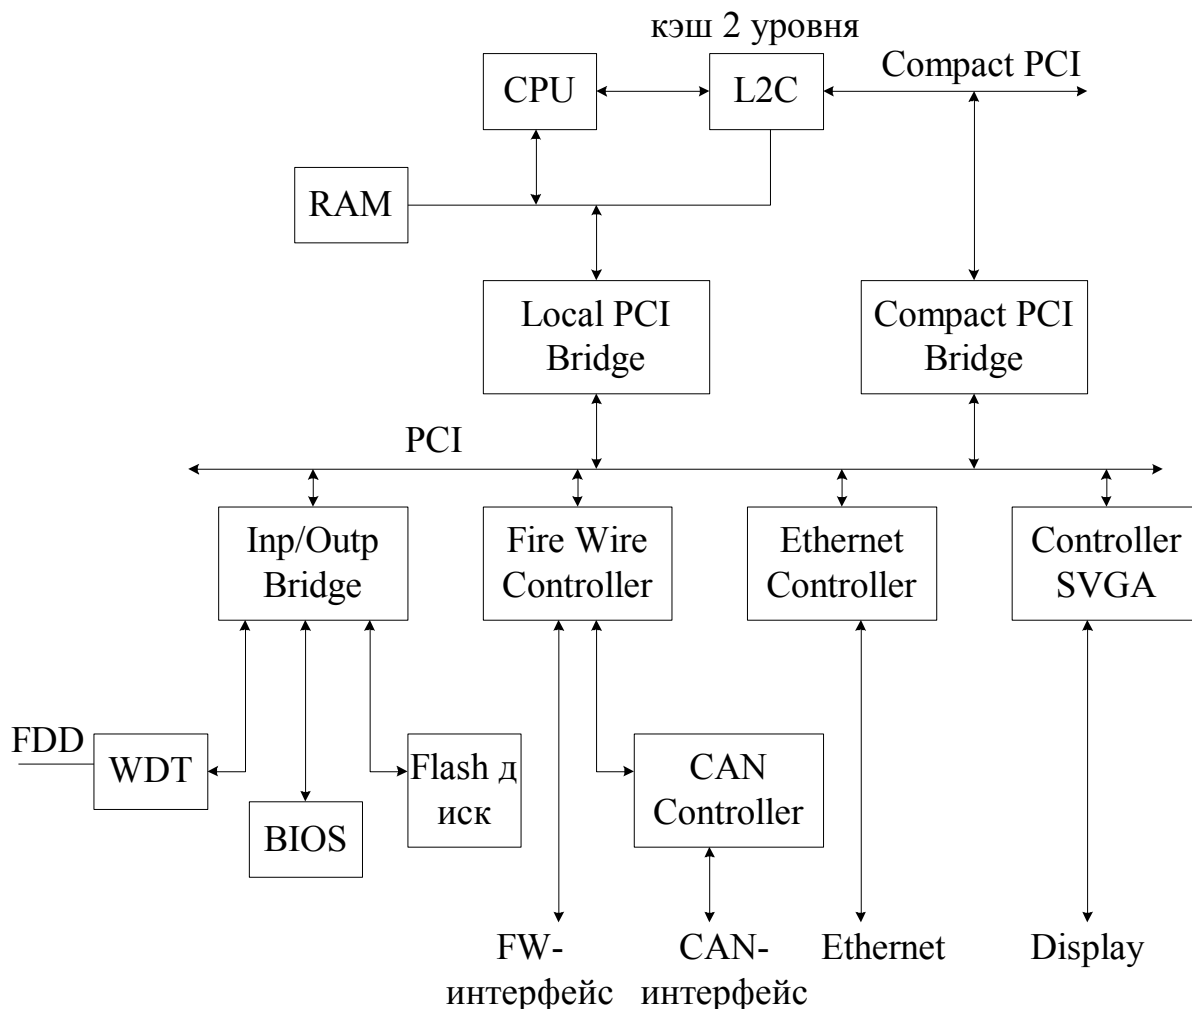 кэш 2 уровня
Compact PCI
CPU
L2C
RAM
Local PCI
Bridge
Compact PCI
Bridge
PCI
Inp/Outp
Bridge
Fire Wire
Controller
Ethernet
Controller
Controller
SVGA
FDD
WDT
BIOS
Flash д
иск
CAN
Controller
FW-
интерфейс
CAN-
интерфейс
Ethernet
Display